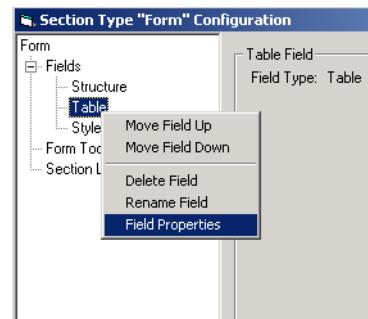 Section Type "Form" Configuration
Form
Fields
Structure
Table
Style
Form Too
Section L
Move Field Up
Move Field Down
Delete Field
Rename Field
Field Properties
Table Field
Field Type: Table